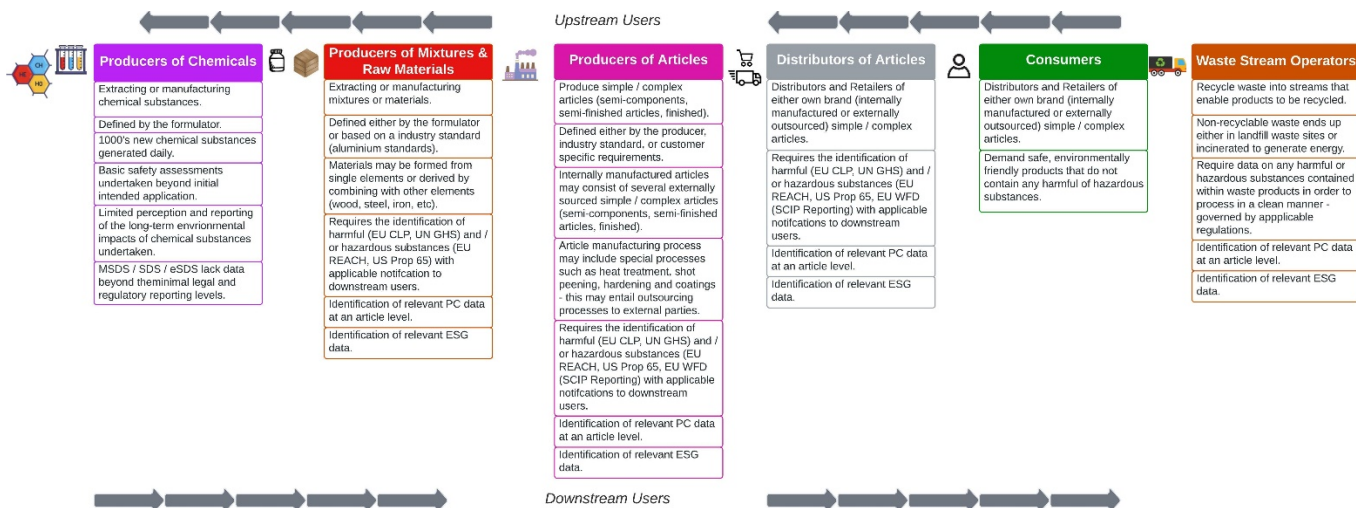 Upstream Users
Producers of Chemicals
Extracting or manufacturing
chemical substances.
Defined by the formulator.
1000's new chemical substances
generated daily.
Basic safety assessments
undertaken beyond initial
intended application.
Limited perception and reporting
of the long-term envrionmental
impacts of chemical substances
undertaken.
MSDS / SDS / eSDS lack data
beyond theminimal legal and
regulatory reporting levels.
Producers of Mixtures &
Raw Materials
Extracting or manufacturing
mixtures or materials.
Defined either by the formulator
or based on a industry standard
(aluminium standards).
Materials may be formed from
single elements or derived by
combining with other elements
(wood, steel, iron, etc).
Requires the identification of
harmful (EU CLP, UN GHS) and /
or hazardous substances (EU
REACH, US Prop 65) with
applicable notifcation to
downstream users.
Identification of relevant PC data
at an article level.
Identification of relevant ESG
data.
Producers of Articles
Produce simple / complex
articles (semi-components,
semi-finished articles, finished).
Defined either by the producer,
industry standard, or customer
specific requirements.
Internally manufactured articles
may consist of several externally
sourced simple / complex articles
(semi-components, semi-finished
articles, finished).
Article manufacturing process
may include special processes
such as heat treatment, shot
peening, hardening and coatings
- this may entail outsourcing
processes to external parties.
Requires the identification of
harmful (EU CLP, UN GHS) and /
or hazardous substances (EU
REACH, US Prop 65, EU WFD
(SCIP Reporting) with applicable
notifcations to downstream
users.
Identification of relevant PC data
at an article level.
Identification of relevant ESG
data.
Distributors of Articles
Distributors and Retailers of
either own brand (internally
manufactured or externally
outsourced) simple / complex
articles.
Requires the identification of
harmful (EU CLP, UN GHS) and /
or hazardous substances (EU
REACH, US Prop 65, EU WFD
(SCIP Reporting) with applicable
notifcations to downstream
users.
Identification of relevant PC data
at an article level.
Identification of relevant ESG
data.
Consumers
Distributors and Retailers of
either own brand (internally
manufactured or externally
outsourced) simple / complex
articles.
Demand safe, environmentally
friendly products that do not
contain any harmful of hazardous
substances.
Waste Stream Operators
Recycle waste into streams that
enable products to be recycled.
Non-recyclable waste ends up
either in landfill waste sites or
incinerated to generate energy.
Require data on any harmful or
hazardous substances contained
within waste products in order to
process in a clean manner -
governed by appplicable
regulations.
Identification of relevant PC data
at an article level.
Identification of relevant ESG
data.
Downstream Users